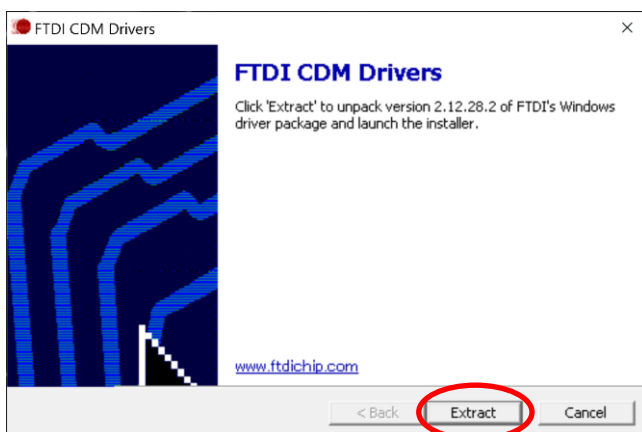 FTDI CDM Drivers
FTDI CDM Drivers
Click 'Extract' to unpack version 2.12.28.2 of FTDI's Windows
driver package and launch the installer.
www.ftdichip.com
< Back Extract Cancel